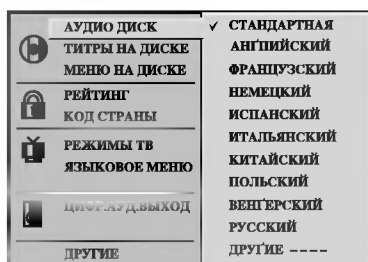 АУДИО ДИСК
ТИТРЫ НА ДИСКЕ
МЕНЮ НА ДИСКЕ
РЕЙТИНГ
КОД СТРАНЫ
РЕЖИМЫ ТВ
ЯЗЫКОВОЕ МЕНЮ
ЦИФР.АУД.ВЫХОД
ДРУГИЕ
✓ СТАНДАРТНАЯ
АНГЛИЙСКИЙ
ФРАНЦУЗСКИЙ
НЕМЕЦКИЙ
ИСПАНСКИЙ
ИТАЛЬЯНСКИЙ
КИТАЙСКИЙ
ПОЛЬСКИЙ
ВЕНГЕРСКИЙ
РУССКИЙ
ДРУГИЕ ----